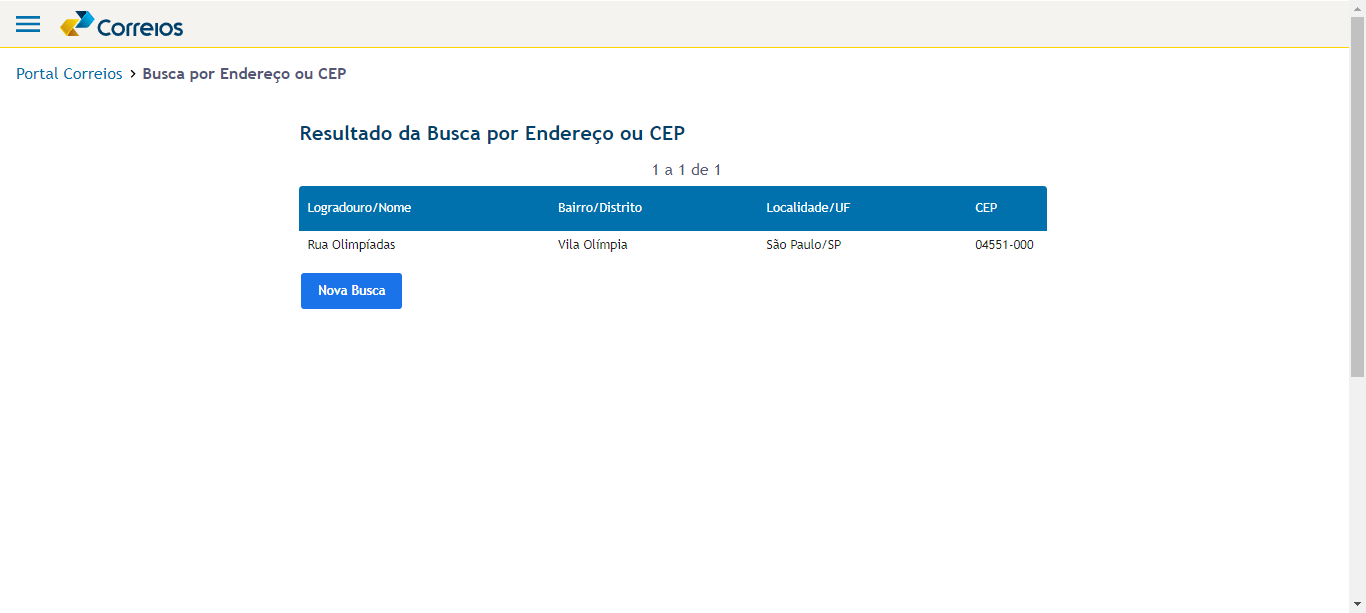 Correios
Portal Correios > Busca por Endereço ou CEP
Resultado da Busca por Endereço ou CEP
1 a 1 de 1
Logradouro/Nome Bairro/Distrito Localidade/UF CEP
Rua Olimpíadas Vila Olímpia São Paulo/SP 04551-000
Nova Busca